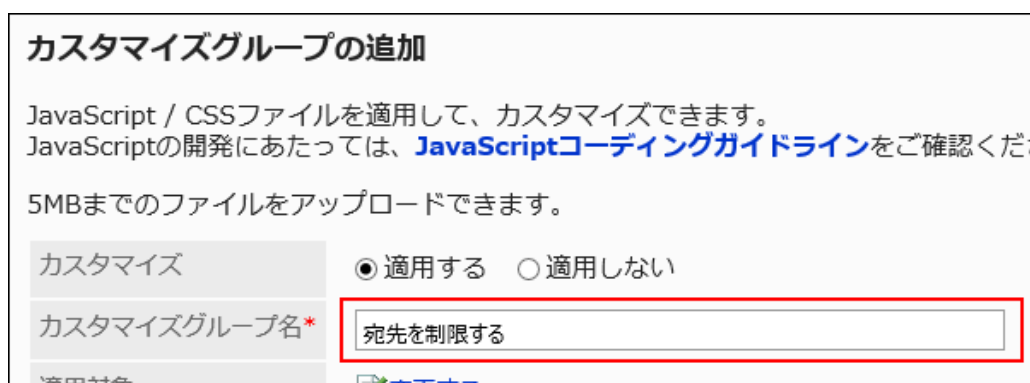 カスタマイズグループの追加
JavaScript / CSSファイルを適用して、カスタマイズできます。
JavaScriptの開発にあたっては、JavaScriptコーディングガイドラインをご確認くだ
5MBまでのファイルをアップロードできます。
カスタマイズ 適用する 適用しない
カスタマイズグループ名* 宛先を制限する